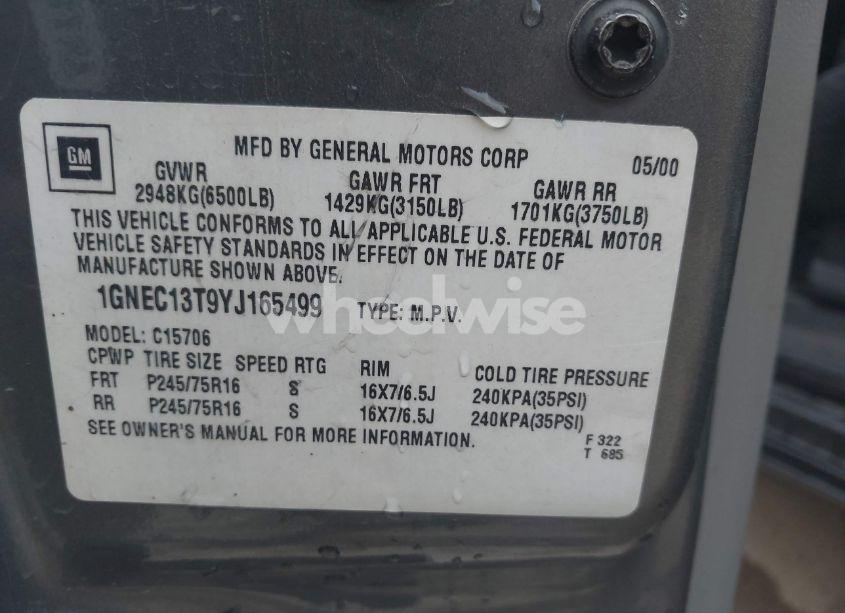 GM
MFD BY GENERAL MOTORS CORP 05/00
GVWR GAWR FRT GAWR RR
2948KG(6500LB) 1429KG(3150LB) 1701KG(3750LB)
THIS VEHICLE CONFORMS TO ALL APPLICABLE U.S. FEDERAL MOTOR
VEHICLE SAFETY STANDARDS IN EFFECT ON THE DATE OF
MANUFACTURE SHOWN ABOVE.
1GNEC13T9YJ165499 TYPE: M.P.V.
wheelwise
MODEL: C15706
CPWP TIRE SIZE SPEED RTG RIM COLD TIRE PRESSURE
FRT P245/75R16 S 16X7/6.5J 240KPA(35PSI)
RR P245/75R16 S 16X7/6.5J 240KPA(35PSI)
SEE OWNER'S MANUAL FOR MORE INFORMATION.
F 322
T 685